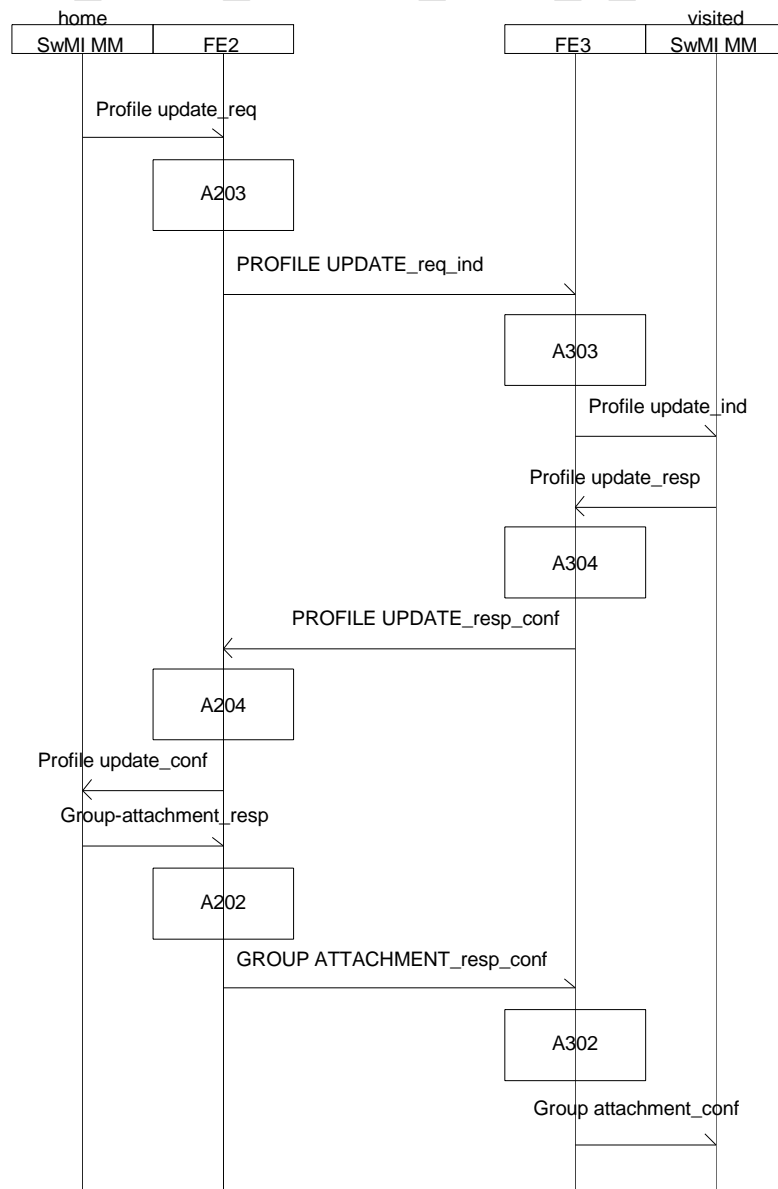 home
visited
SwMI MM
FE2
FE3
SwMI MM
Profile update_req
A203
PROFILE UPDATE_req_ind
A303
Profile update_ind
Profile update_resp
A304
PROFILE UPDATE_resp_conf
A204
Profile update_conf
Group-attachment_resp
A202
GROUP ATTACHMENT_resp_conf
A302
Group attachment_conf